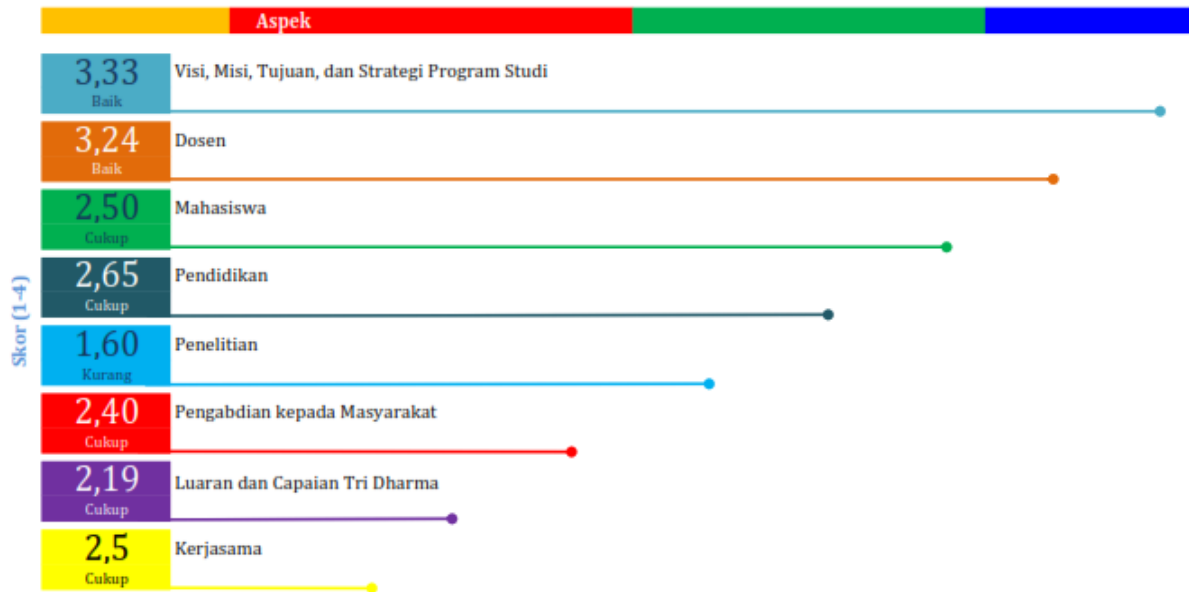 Aspek
3,33
Baik
Visi, Misi, Tujuan, dan Strategi Program Studi
3,24
Baik
Dosen
2,50
Cukup
Mahasiswa
2,65
Cukup
Pendidikan
1,60
Kurang
Penelitian
2,40
Cukup
Pengabdian kepada Masyarakat
2,19
Cukup
Luaran dan Capaian Tri Dharma
2,5
Cukup
Kerjasama
Skor (1-4)